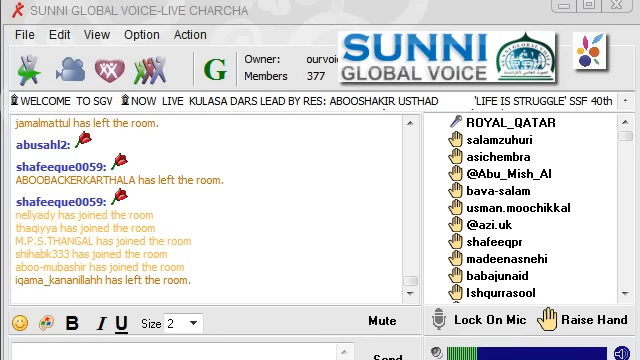 SUNNI GLOBAL VOICE-LIVE CHARCHA
File Edit View Option Action
G Owner: ourvoi
Members 377
SUNNI
GLOBAL VOICE
WELCOME TO SGV NOW LIVE KULASA DARS LEAD BY RES: ABOOSHAKIR USTHAD 'LIFE IS STRUGGLE' SSF 40th
jamalmattul has left the room.
abusahl2:
shafeeque0059:
ABOOBACKERKARTHALA has left the room.
shafeeque0059:
nellyady has joined the room
thaqiyya has joined the room
M.P.S.THANGAL has joined the room
shihabk333 has joined the room
aboo-mubashir has joined the room
iqama_kananillahh has left the room.
ROYAL_QATAR
salamzuhuri
asichembra
@Abu_Mish_Al
bava-salam
usman.moochikkal
@azi.uk
shafeeqpr
madeenasnehi
babajunaid
Ishqurrasool
B I U Size 2 Mute
Lock On Mic Raise Hand
Send